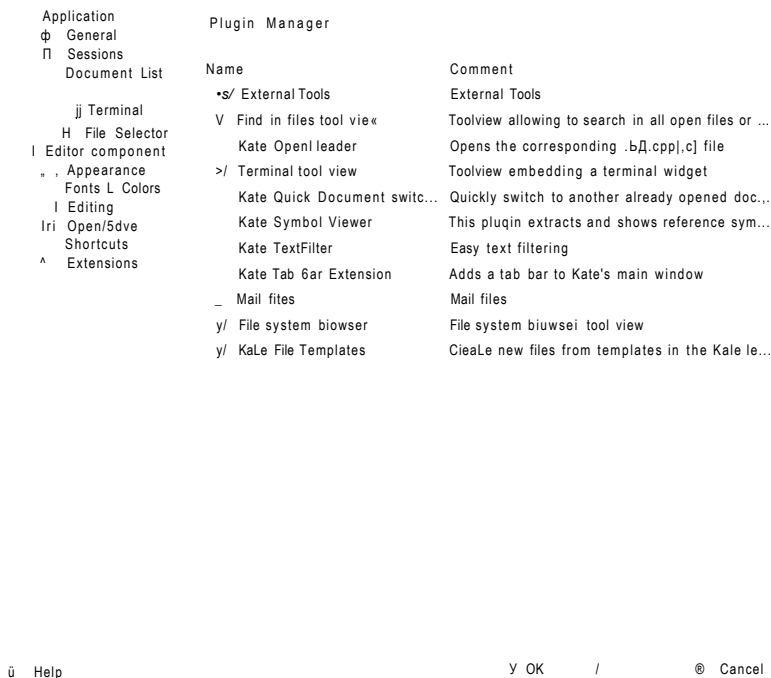 Application
ф General
П Sessions
Document List
jj Terminal
H File Selector
I Editor component
„ , Appearance
Fonts L Colors
I Editing
Iri Open/5dve
Shortcuts
^ Extensions
Plugin Manager
Name Comment
•s/ External Tools External Tools
V Find in files tool vie« Toolview allowing to search in all open files or ...
Kate OpenI leader Opens the corresponding .ЬД.cpp|,c] file
>/ Terminal tool view Toolview embedding a terminal widget
Kate Quick Document switc... Quickly switch to another already opened doc.,.
Kate Symbol Viewer This pluqin extracts and shows reference sym...
Kate TextFilter Easy text filtering
Kate Tab 6ar Extension Adds a tab bar to Kate's main window
_ Mail fites Mail files
y/ File system biowser File system biuwsei tool view
y/ KaLe File Templates CieaLe new files from templates in the Kale le...
ü Help У OK / ® Cancel